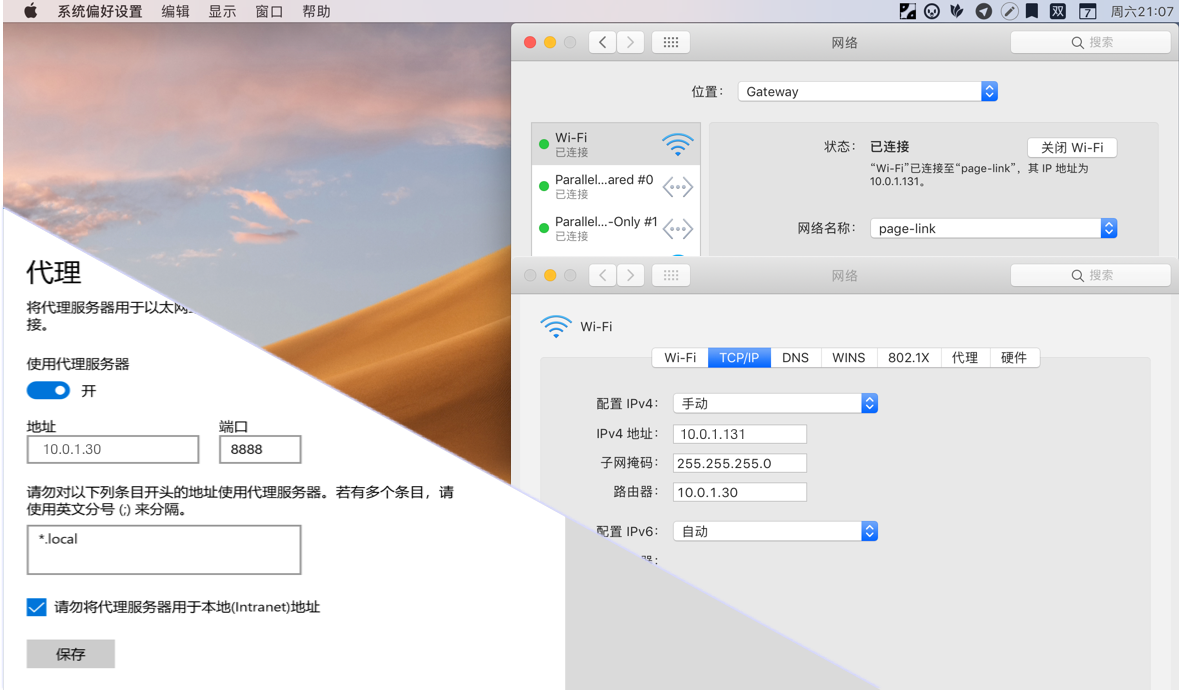 系统偏好设置 编辑 显示 窗口 帮助
双 7 周六21:07
网络
搜索
位置： Gateway
Wi-Fi
已连接
Parallel...ared #0
已连接
Parallel...-Only #1
已连接
状态： 已连接
关闭 Wi-Fi
“Wi-Fi”已连接至“page-link”，其 IP 地址为
10.0.1.131。
网络名称： page-link
网络
搜索
Wi-Fi
Wi-Fi TCP/IP DNS WINS 802.1X 代理 硬件
配置 IPv4： 手动
IPv4 地址： 10.0.1.131
子网掩码： 255.255.255.0
路由器： 10.0.1.30
配置 IPv6： 自动
器：
代理
将代理服务器用于以太网
接。
使用代理服务器
开
地址 端口
10.0.1.30 8888
请勿对以下列条目开头的地址使用代理服务器。若有多个条目，请
使用英文分号 (;) 来分隔。
*.local
请勿将代理服务器用于本地(Intranet)地址
保存